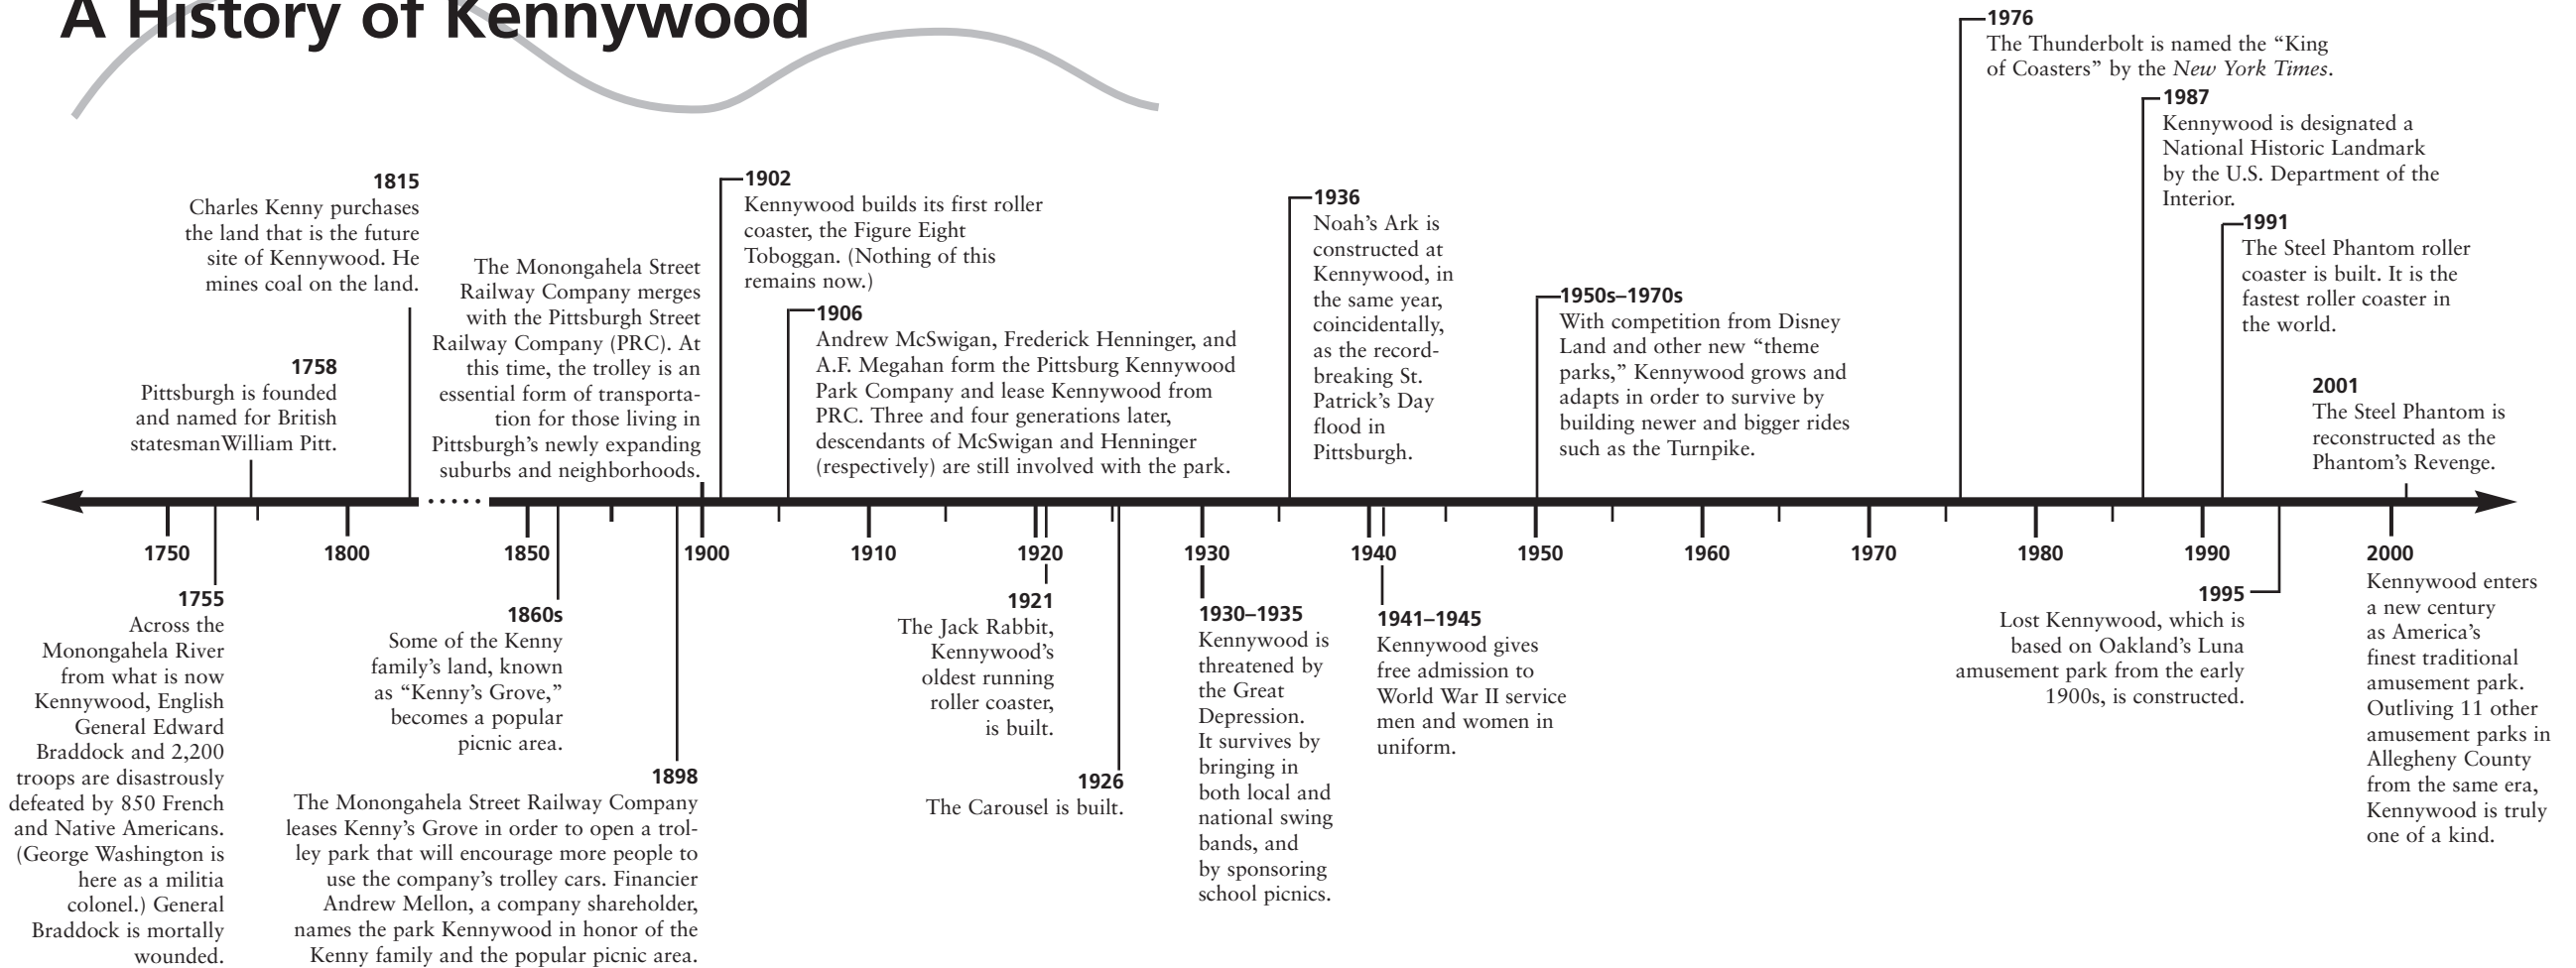 A History of Kennywood
1815
Charles Kenny purchases
the land that is the future
site of Kennywood. He
mines coal on the land.
1758
Pittsburgh is founded
and named for British
statesmanWilliam Pitt.
The Monongahela Street
Railway Company merges
with the Pittsburgh Street
Railway Company (PRC). At
this time, the trolley is an
essential form of transporta-
tion for those living in
Pittsburgh’s newly expanding
suburbs and neighborhoods.
1902
Kennywood builds its first roller
coaster, the Figure Eight
Toboggan. (Nothing of this
remains now.)
1906
Andrew McSwigan, Frederick Henninger, and
A.F. Megahan form the Pittsburg Kennywood
Park Company and lease Kennywood from
PRC. Three and four generations later,
descendants of McSwigan and Henninger
(respectively) are still involved with the park.
1936
Noah’s Ark is
constructed at
Kennywood, in
the same year,
coincidentally,
as the record-
breaking St.
Patrick’s Day
flood in
Pittsburgh.
1950s–1970s
With competition from Disney
Land and other new “theme
parks,” Kennywood grows and
adapts in order to survive by
building newer and bigger rides
such as the Turnpike.
1976
The Thunderbolt is named the “King
of Coasters” by the New York Times.
1987
Kennywood is designated a
National Historic Landmark
by the U.S. Department of the
Interior.
1991
The Steel Phantom roller
coaster is built. It is the
fastest roller coaster in
the world.
2001
The Steel Phantom is
reconstructed as the
Phantom’s Revenge.
1750 1800 1850 1900 1910 1920 1930 1940 1950 1960 1970 1980 1990 2000
1755
Across the
Monongahela River
from what is now
Kennywood, English
General Edward
Braddock and 2,200
troops are disastrously
defeated by 850 French
and Native Americans.
(George Washington is
here as a militia
colonel.) General
Braddock is mortally
wounded.
1860s
Some of the Kenny
family’s land, known
as “Kenny’s Grove,”
becomes a popular
picnic area.
1898
The Monongahela Street Railway Company
leases Kenny’s Grove in order to open a trol-
ley park that will encourage more people to
use the company’s trolley cars. Financier
Andrew Mellon, a company shareholder,
names the park Kennywood in honor of the
Kenny family and the popular picnic area.
1921
The Jack Rabbit,
Kennywood’s
oldest running
roller coaster,
is built.
1926
The Carousel is built.
1930–1935
Kennywood is
threatened by
the Great
Depression.
It survives by
bringing in
both local and
national swing
bands, and
by sponsoring
school picnics.
1941–1945
Kennywood gives
free admission to
World War II service
men and women in
uniform.
1995
Lost Kennywood, which is
based on Oakland’s Luna
amusement park from the early
1900s, is constructed.
Kennywood enters
a new century
as America’s
finest traditional
amusement park.
Outliving 11 other
amusement parks in
Allegheny County
from the same era,
Kennywood is truly
one of a kind.